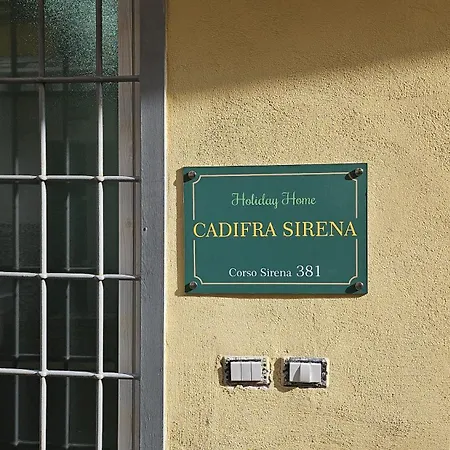 Holiday Home
CADIFRA SIRENA
Corso Sirena 381